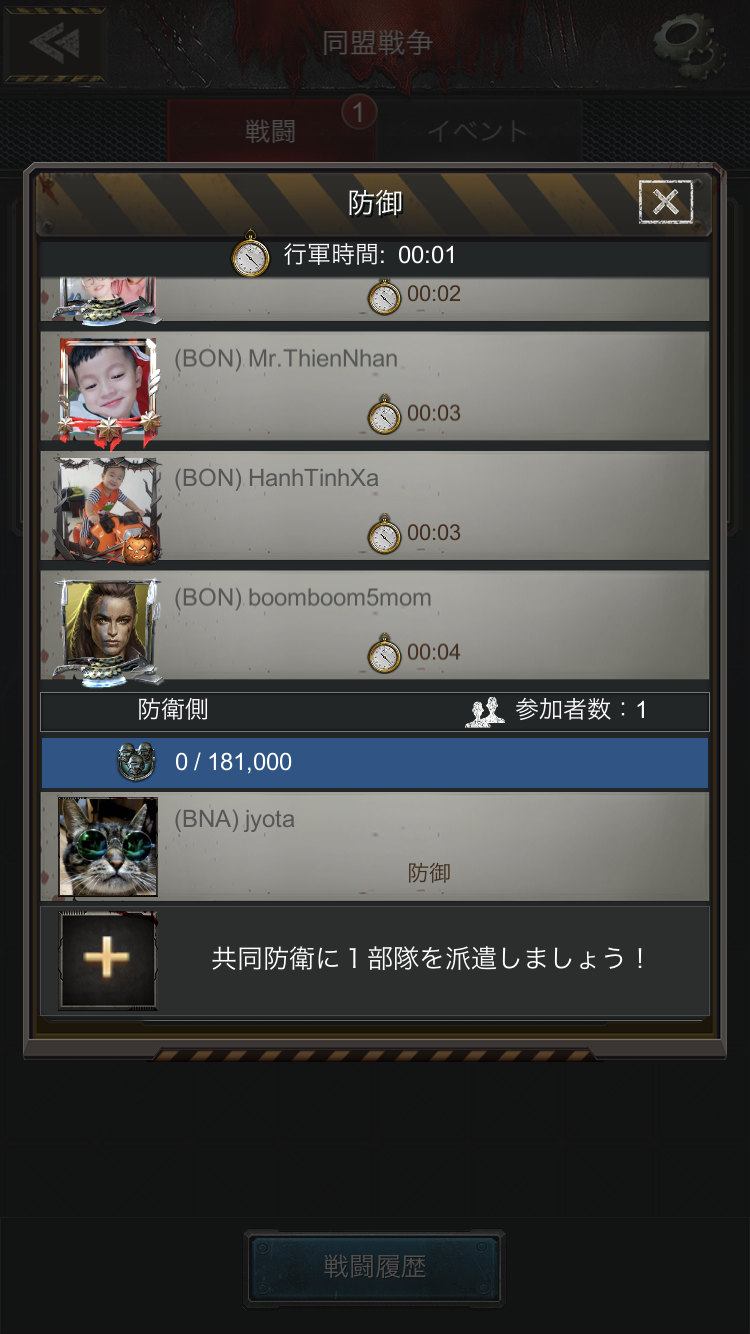 同盟戦争
戦闘
1
イベント
防御
行軍時間: 00:01
00:02
(BON) Mr.ThienNhan
00:03
(BON) HanhTinhXa
00:03
(BON) boomboom5mom
00:04
防衛側
参加者数：1
0 / 181,000
(BNA) jyota
防御
共同防衛に１部隊を派遣しましょう！
戦闘履歴